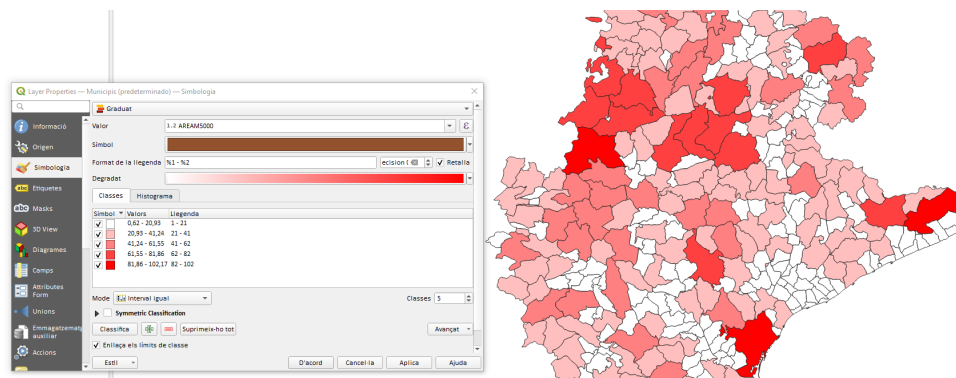 Layer Properties — Municipis (predeterminado) — Simbologia
Informació
Origen
Simbologia
Etiquetes
Masks
3D View
Diagrames
Camps
Attributes
Form
Unions
Emmagatzematge
auxiliar
Accions
Graduat
Valor 1.2 AREAM5000 ε
Símbol
Format de la llegenda %1 - %2 ecision ( Retalla
Degradat
Classes Histograma
Símbol Valors Llegenda
0,62 - 20,93 1 - 21
20,93 - 41,24 21 - 41
41,24 - 61,55 41 - 62
61,55 - 81,86 62 - 82
81,86 - 102,17 82 - 102
Mode Interval igual Classes 5
Symmetric Classification
Classifica Suprimeix-ho tot Avançat
Enllaça els límits de classe
Estil D'acord Cancel·la Aplica Ajuda